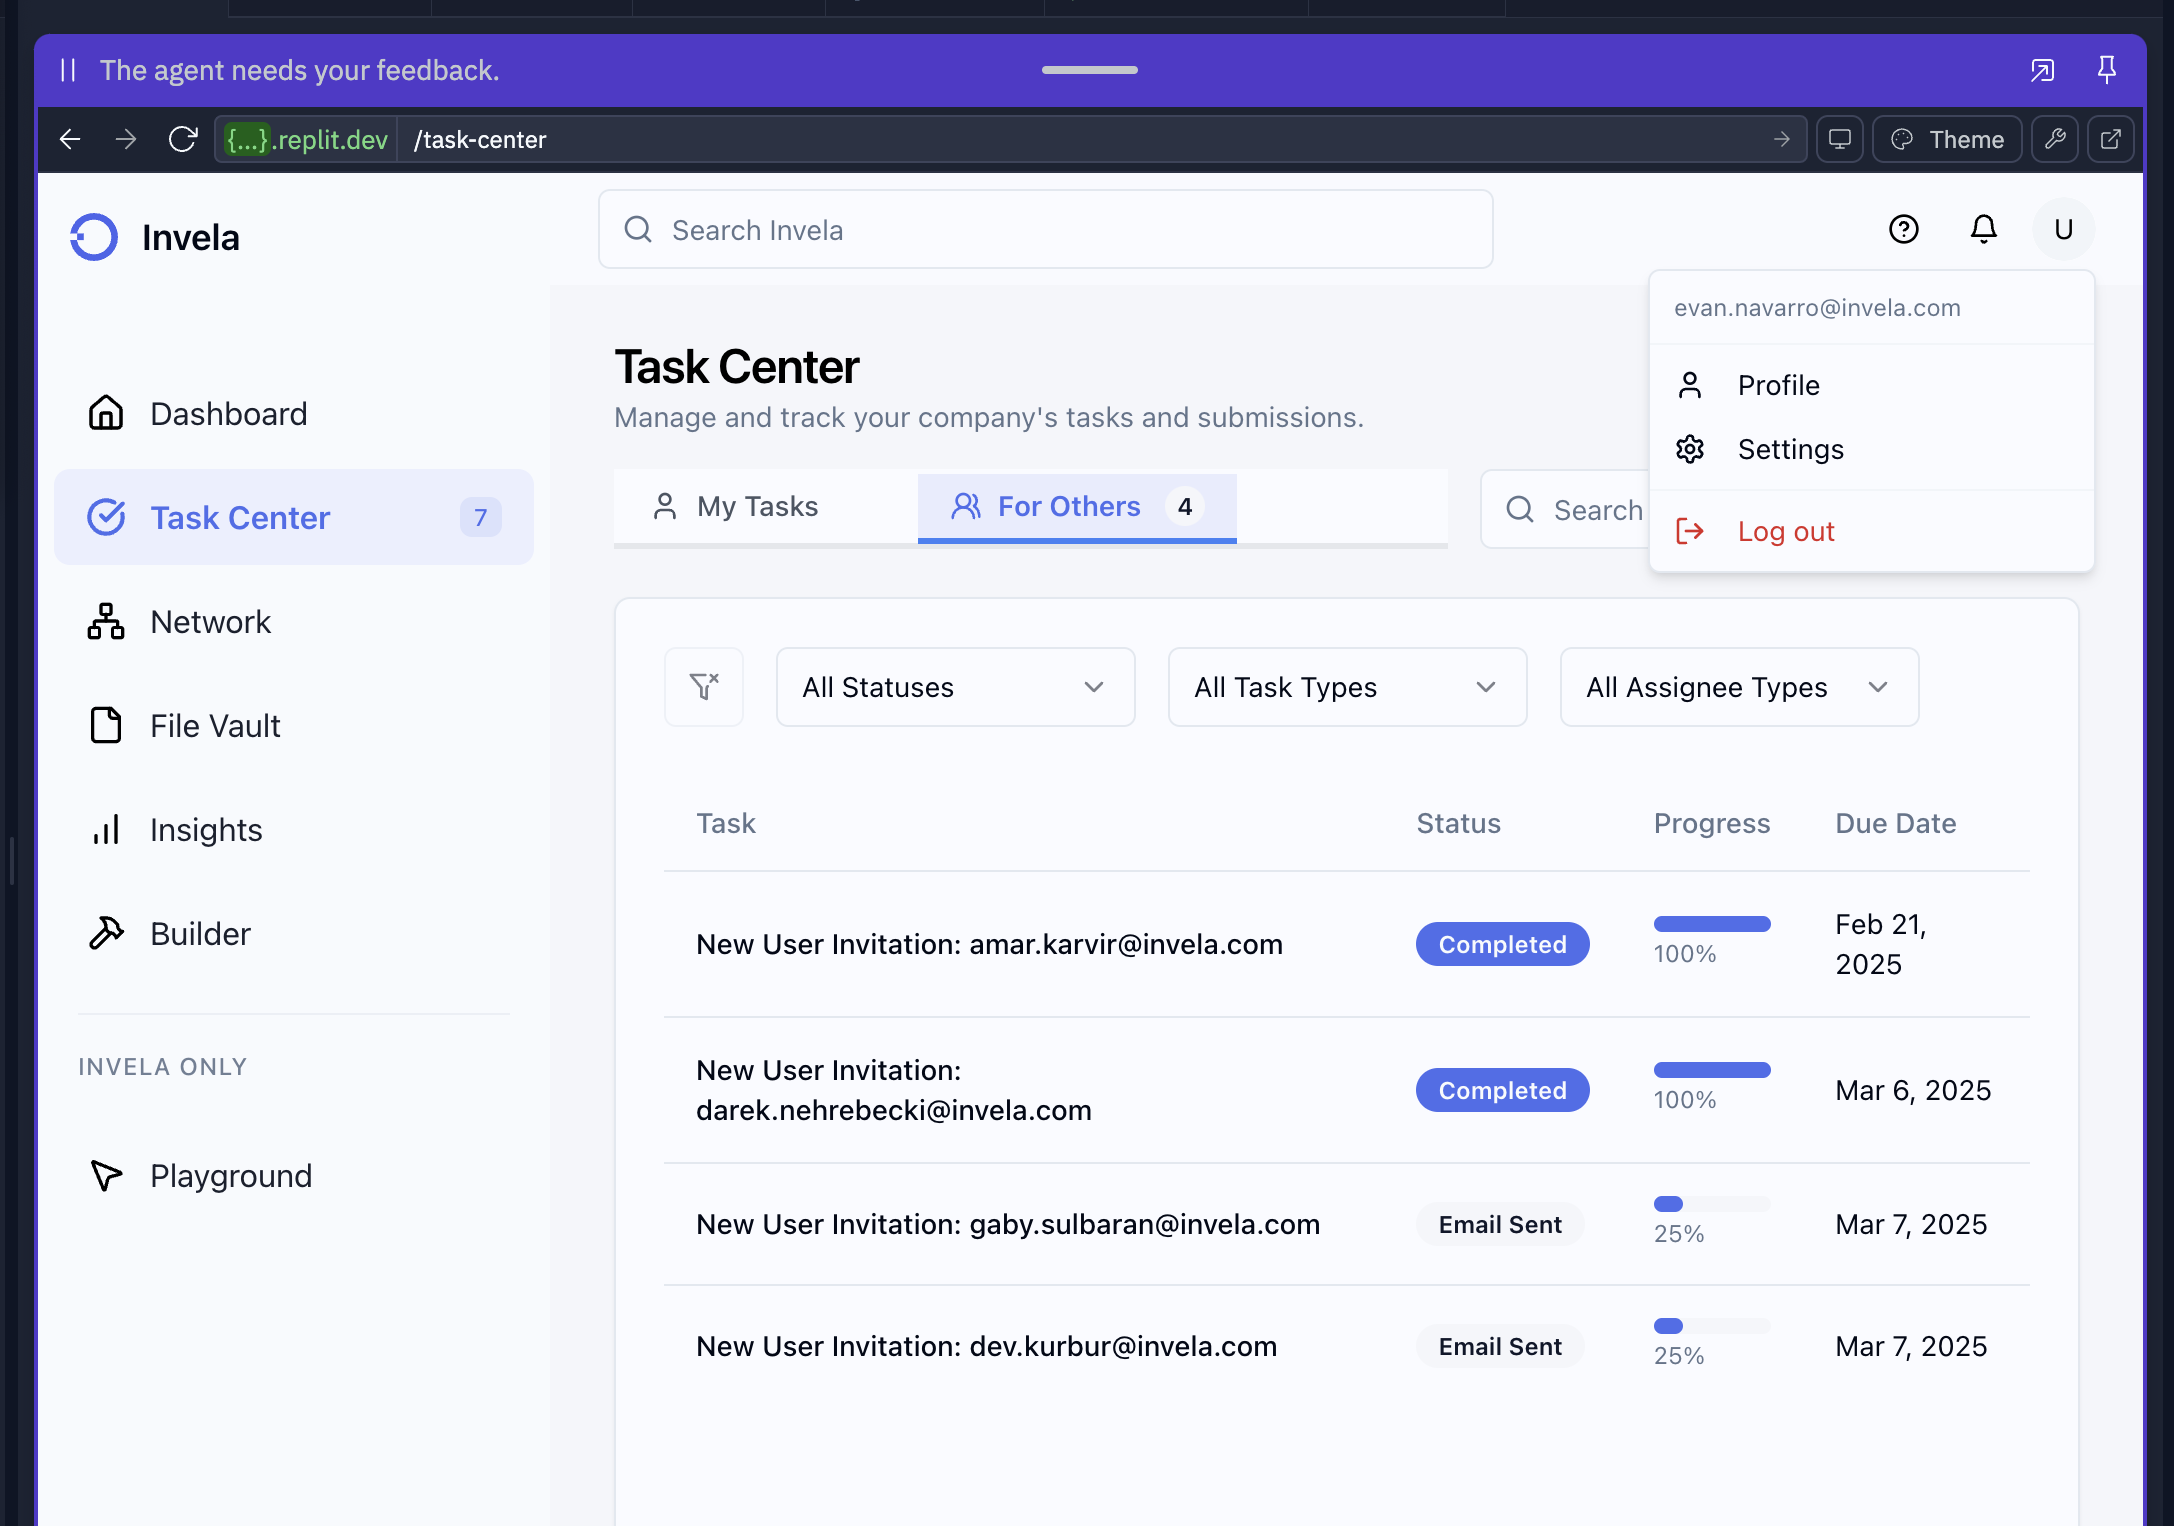 The agent needs your feedback.
{...}.replit.dev /task-center
Theme
Invela
Search Invela
U
evan.navarro@invela.com
Profile
Settings
Log out
Dashboard
Task Center 7
Network
File Vault
Insights
Builder
INVELA ONLY
Playground
Task Center
Manage and track your company's tasks and submissions.
My Tasks
For Others 4
Search
All Statuses
All Task Types
All Assignee Types
Task Status Progress Due Date
New User Invitation: amar.karvir@invela.com Completed 100% Feb 21,
2025
New User Invitation:
darek.nehrebecki@invela.com Completed 100% Mar 6, 2025
New User Invitation: gaby.sulbaran@invela.com Email Sent 25% Mar 7, 2025
New User Invitation: dev.kurbur@invela.com Email Sent 25% Mar 7, 2025